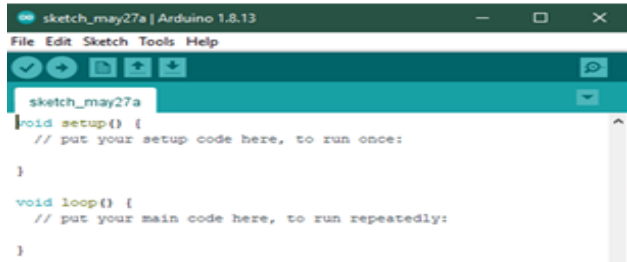 sketch_may27a | Arduino 1.8.13
File Edit Sketch Tools Help
sketch_may27a
void setup() {
// put your setup code here, to run once:
}
void loop() {
// put your main code here, to run repeatedly:
}